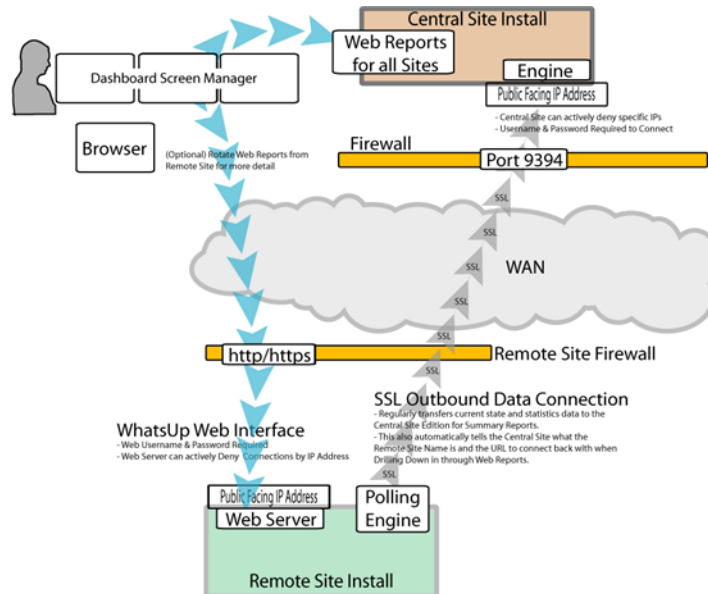 Central Site Install
Web Reports
for all Sites
Engine
Public Facing IP Address
- Central Site can actively deny specific IPs
- Username & Password Required to Connect
Dashboard Screen Manager
Browser
(Optional) Rotate Web Reports from
Remote Site for more detail
Firewall
Port 9394
SSL
SSL
SSL
SSL
WAN
SSL
SSL
http/https
SSL
Remote Site Firewall
SSL
SSL Outbound Data Connection
- Regularly transfers current state and statistics data to the
Central Site Edition for Summary Reports.
- This also automatically tells the Central Site what the
Remote Site Name is and the URL to connect back with when
Drilling Down in through Web Reports.
SSL
SSL
SSL
SSL
WhatsUp Web Interface
- Web Username & Password Required
- Web Server can actively Deny Connections by IP Address
Public Facing IP Address
Web Server
Polling
Engine
Remote Site Install